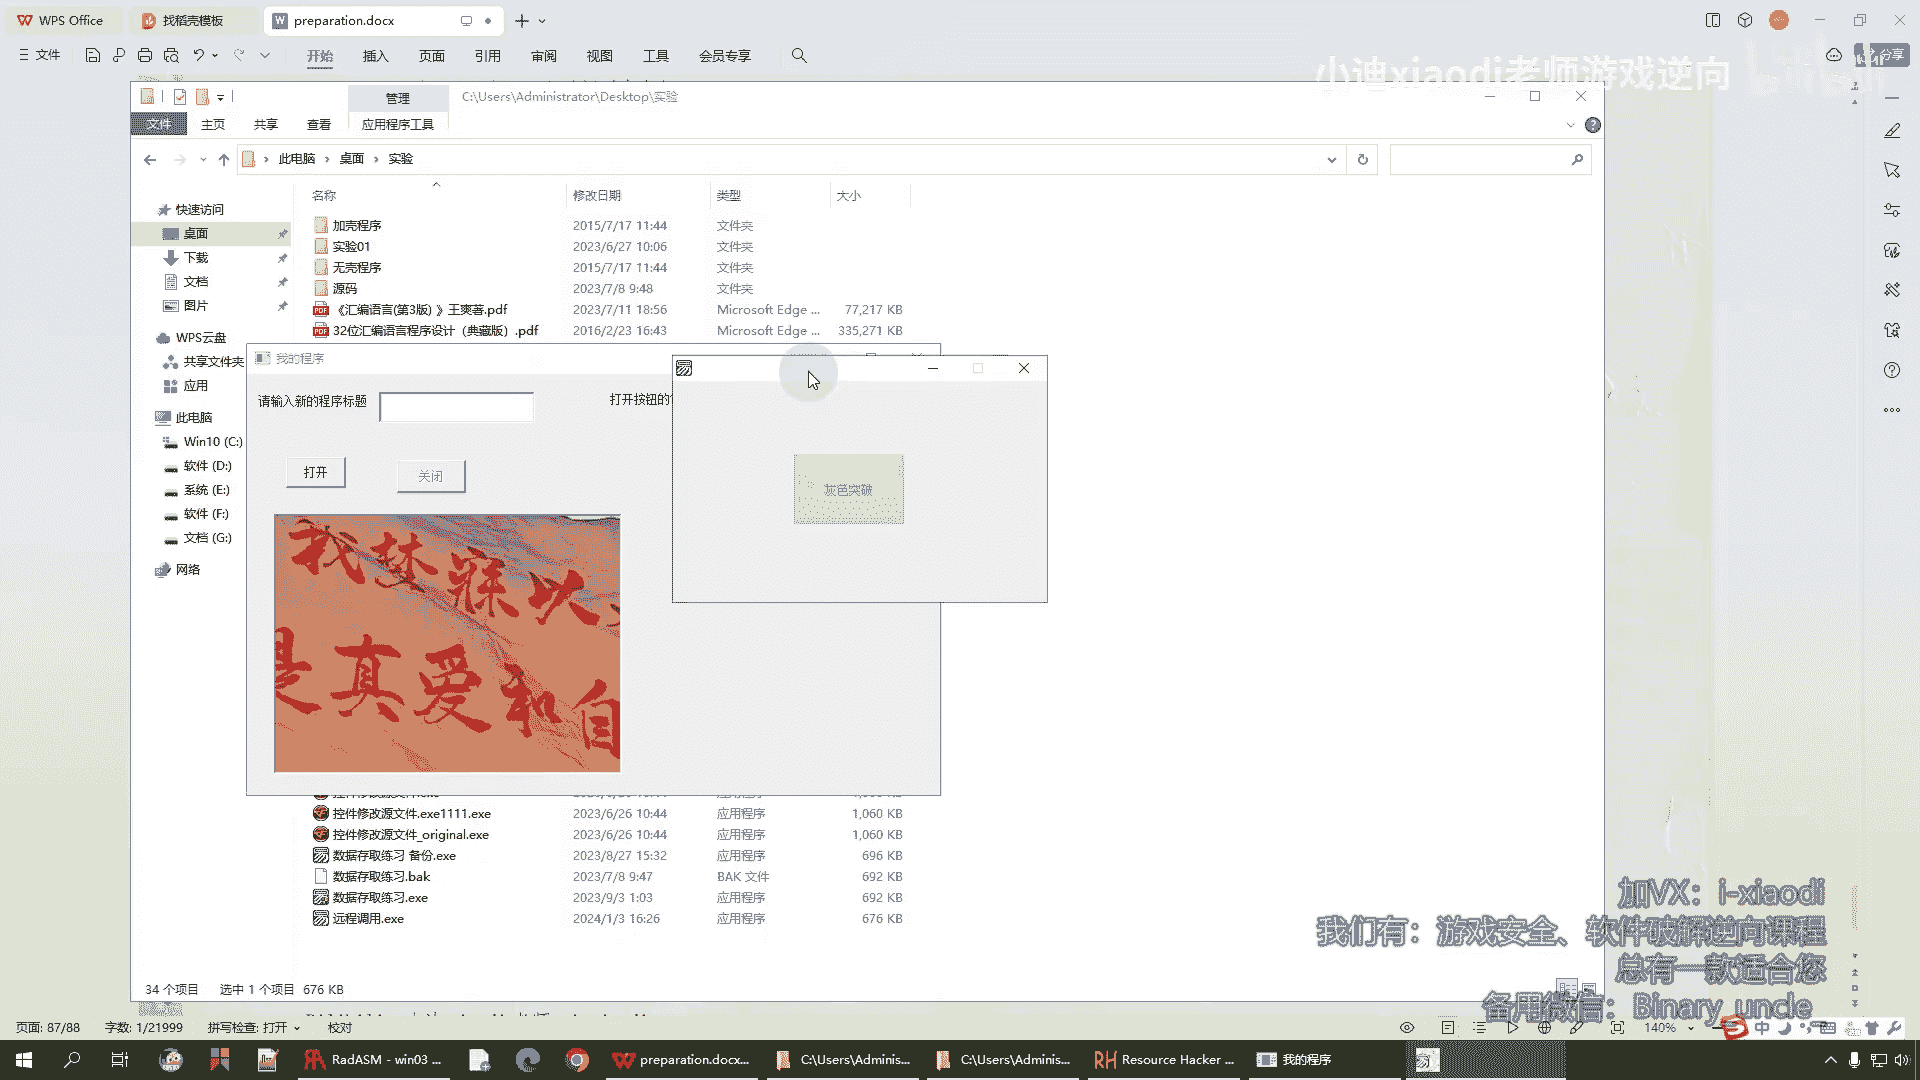 WPS Office
找稻壳模板
preparation.docx
文件
开始
插入
页面
引用
审阅
视图
工具
会员专享
分享
小迪xiaodi老师游戏逆向
管理
C:\Users\Administrator\Desktop\实验
文件
主页
共享
查看
应用程序工具
此电脑
桌面
实验
名称
修改日期
类型
大小
快速访问
桌面
下载
文档
图片
WPS云盘
共享文件夹
应用
此电脑
Win10 (C:)
软件 (D:)
系统 (E:)
软件 (F:)
文档 (G:)
网络
加壳程序 2015/7/17 11:44 文件夹
实验01 2023/6/27 10:06 文件夹
无壳程序 2015/7/17 11:44 文件夹
源码 2023/7/8 9:48 文件夹
《汇编语言(第3版) 》王爽著.pdf 2023/7/11 18:56 Microsoft Edge ... 77,217 KB
32位汇编语言程序设计（典藏版）.pdf 2016/2/23 16:43 Microsoft Edge ... 335,271 KB
我的程序
请输入新的程序标题
打开按钮的
打开
关闭
灰色突破
我梦寐以
是真爱和自
控件修改源文件.exe1111.exe 2023/6/26 10:44 应用程序 1,060 KB
控件修改源文件_original.exe 2023/6/26 10:44 应用程序 1,060 KB
数据存取练习 备份.exe 2023/8/27 15:32 应用程序 696 KB
数据存取练习.bak 2023/7/8 9:47 BAK 文件 692 KB
数据存取练习.exe 2023/9/3 1:03 应用程序 692 KB
远程调用.exe 2024/1/3 16:26 应用程序 676 KB
34 个项目 选中 1 个项目 676 KB
加VX：i-xiaodi
我们有：游戏安全、软件破解逆向课程
总有一款适合您
备用微信：Binary_uncle
页面: 87/88 字数: 1/21999 拼写检查: 打开 校对
140%
中
RadASM - win03 ...
preparation.docx...
C:\Users\Adminis...
C:\Users\Adminis...
Resource Hacker ...
我的程序